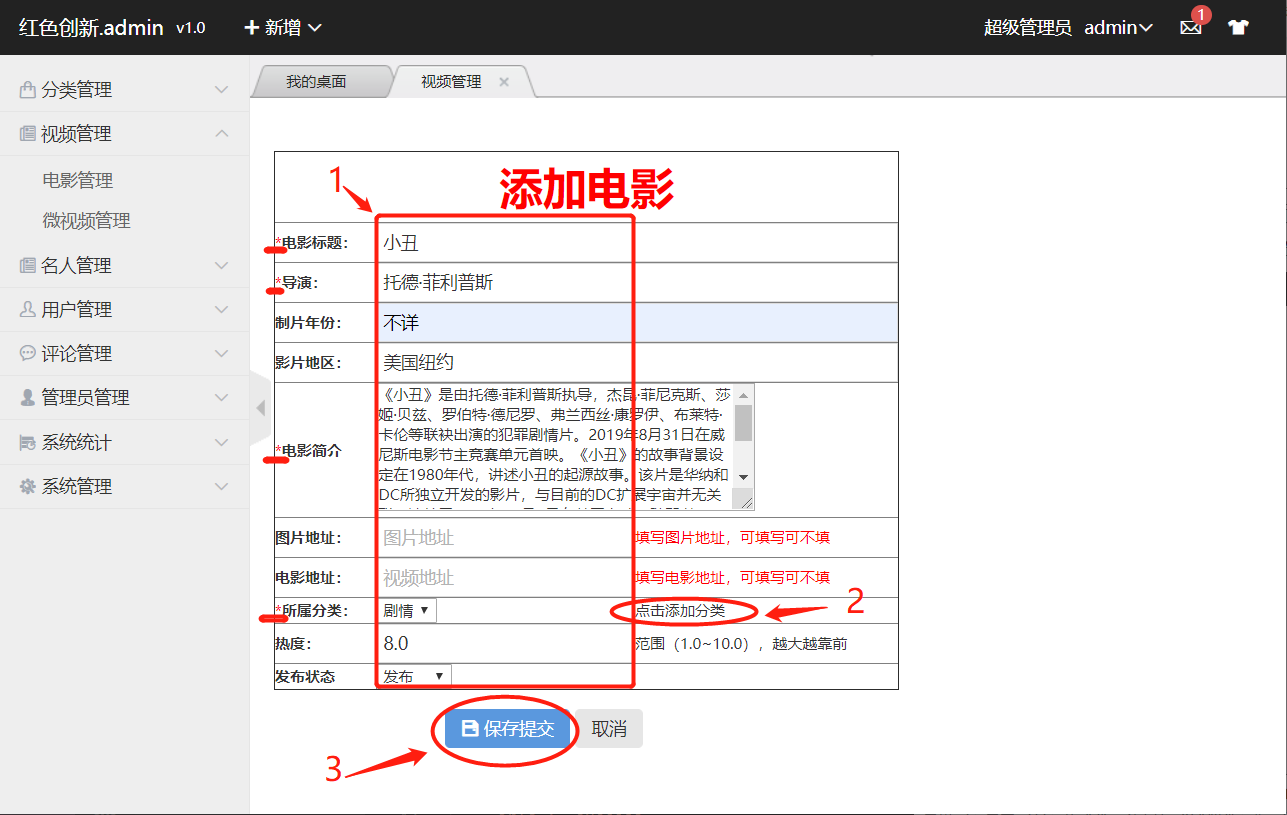 红色创新.admin v1.0 新增 超级管理员 admin 1
我的桌面 视频管理
分类管理
视频管理
电影管理
微视频管理
名人管理
用户管理
评论管理
管理员管理
系统统计
系统管理
添加电影
1
*电影标题： 小丑
*导演： 托德·菲利普斯
制片年份： 不详
影片地区： 美国纽约
*电影简介
《小丑》是由托德·菲利普斯执导，杰昆·菲尼克斯、莎
姬·贝兹、罗伯特·德尼罗、弗兰西丝·康罗伊、布莱特·
卡伦等联袂出演的犯罪剧情片。2019年8月31日在威
尼斯电影节主竞赛单元首映。《小丑》的故事背景设
定在1980年代，讲述小丑的起源故事。该片是华纳和
DC所独立开发的影片，与目前的DC扩展宇宙并无关
图片地址： 图片地址 填写图片地址，可填写可不填
电影地址： 视频地址 填写电影地址，可填写可不填
*所属分类： 剧情 点击添加分类 2
热度： 8.0 范围（1.0~10.0），越大越靠前
发布状态 发布
保存提交 取消
3